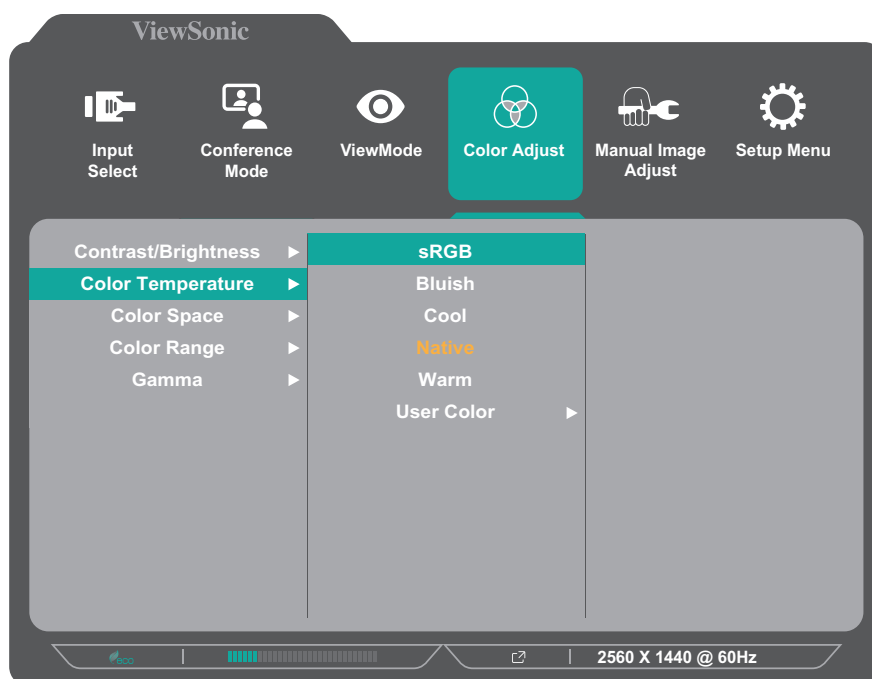 ViewSonic
Input
Select
Conference
Mode
ViewMode
Color Adjust
Manual Image
Adjust
Setup Menu
Contrast/Brightness
Color Temperature
Color Space
Color Range
Gamma
sRGB
Bluish
Cool
Native
Warm
User Color
eco
2560 X 1440 @ 60Hz